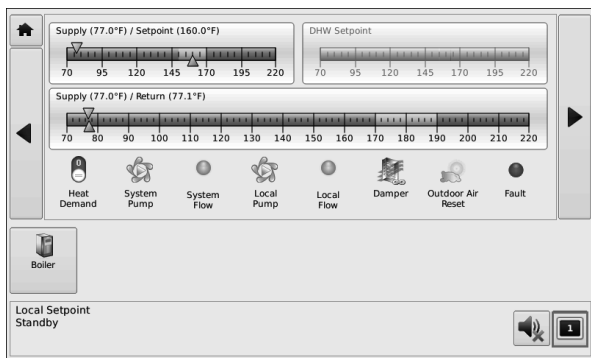 Supply (77.0°F) / Setpoint (160.0°F)
70 95 120 145 170 195 220
DHW Setpoint
70 95 120 145 170 195 220
Supply (77.0°F) / Return (77.1°F)
70 80 90 100 110 120 130 140 150 160 170 180 190 200 210 220
0
Heat
Demand
System
Pump
System
Flow
Local
Pump
Local
Flow
Damper
Outdoor Air
Reset
Fault
Boiler
Local Setpoint
Standby
1